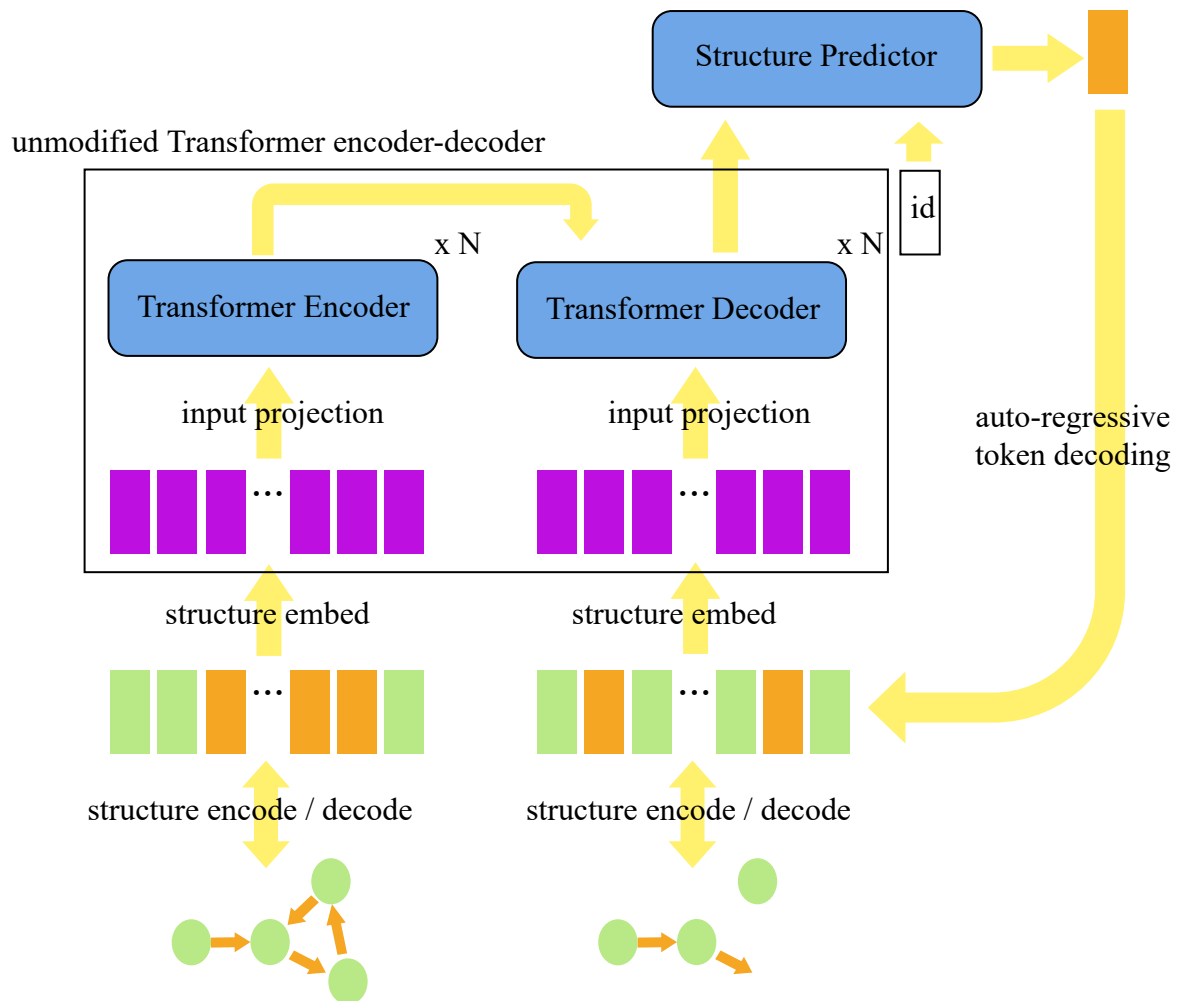 Structure Predictor
unmodified Transformer encoder-decoder
id
x N
x N
Transformer Encoder
Transformer Decoder
input projection
input projection
auto-regressive
token decoding
...
...
structure embed
structure embed
...
...
structure encode / decode
structure encode / decode